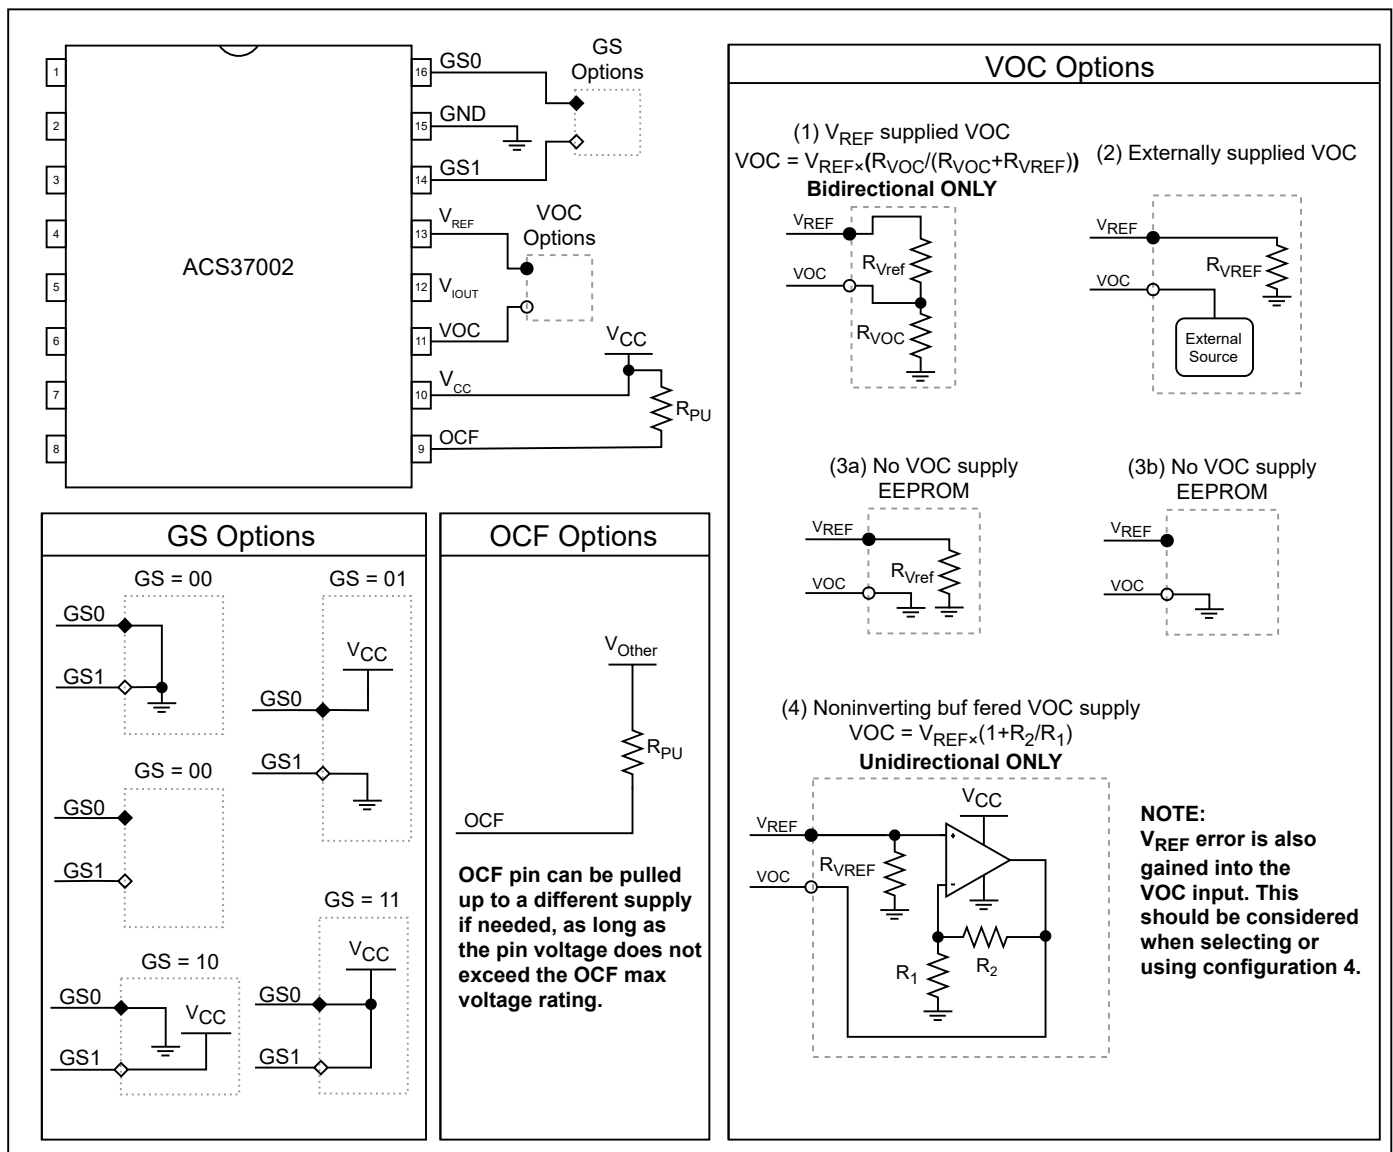 ACS37002
1
2
3
4
5
6
7
8
16
15
14
13
12
11
10
9
GS0
GND
GS1
VREF
VIOUT
VOC
VCC
OCF
GS
Options
VOC
Options
VCC
RPU
GS Options
GS = 00
GS0
GS1
GS = 01
VCC
GS0
GS1
GS = 00
GS0
GS1
GS = 11
VCC
GS0
GS1
GS = 10
GS0
VCC
GS1
OCF Options
VOther
RPU
OCF
OCF pin can be pulled
up to a different supply
if needed, as long as
the pin voltage does not
exceed the OCF max
voltage rating.
VOC Options
(1) VREF supplied VOC
VOC = VREF×(RVOC/(RVOC+RVREF))
Bidirectional ONLY
VREF
RVref
VOC
RVOC
(2) Externally supplied VOC
VREF
RVREF
VOC
External
Source
(3a) No VOC supply
EEPROM
VREF
RVref
VOC
(3b) No VOC supply
EEPROM
VREF
VOC
(4) Noninverting buf fered VOC supply
VOC = VREF×(1+R2/R1)
Unidirectional ONLY
VCC
VREF
+
RVREF
VOC
-
R1
R2
NOTE:
VREF error is also
gained into the
VOC input. This
should be considered
when selecting or
using configuration 4.